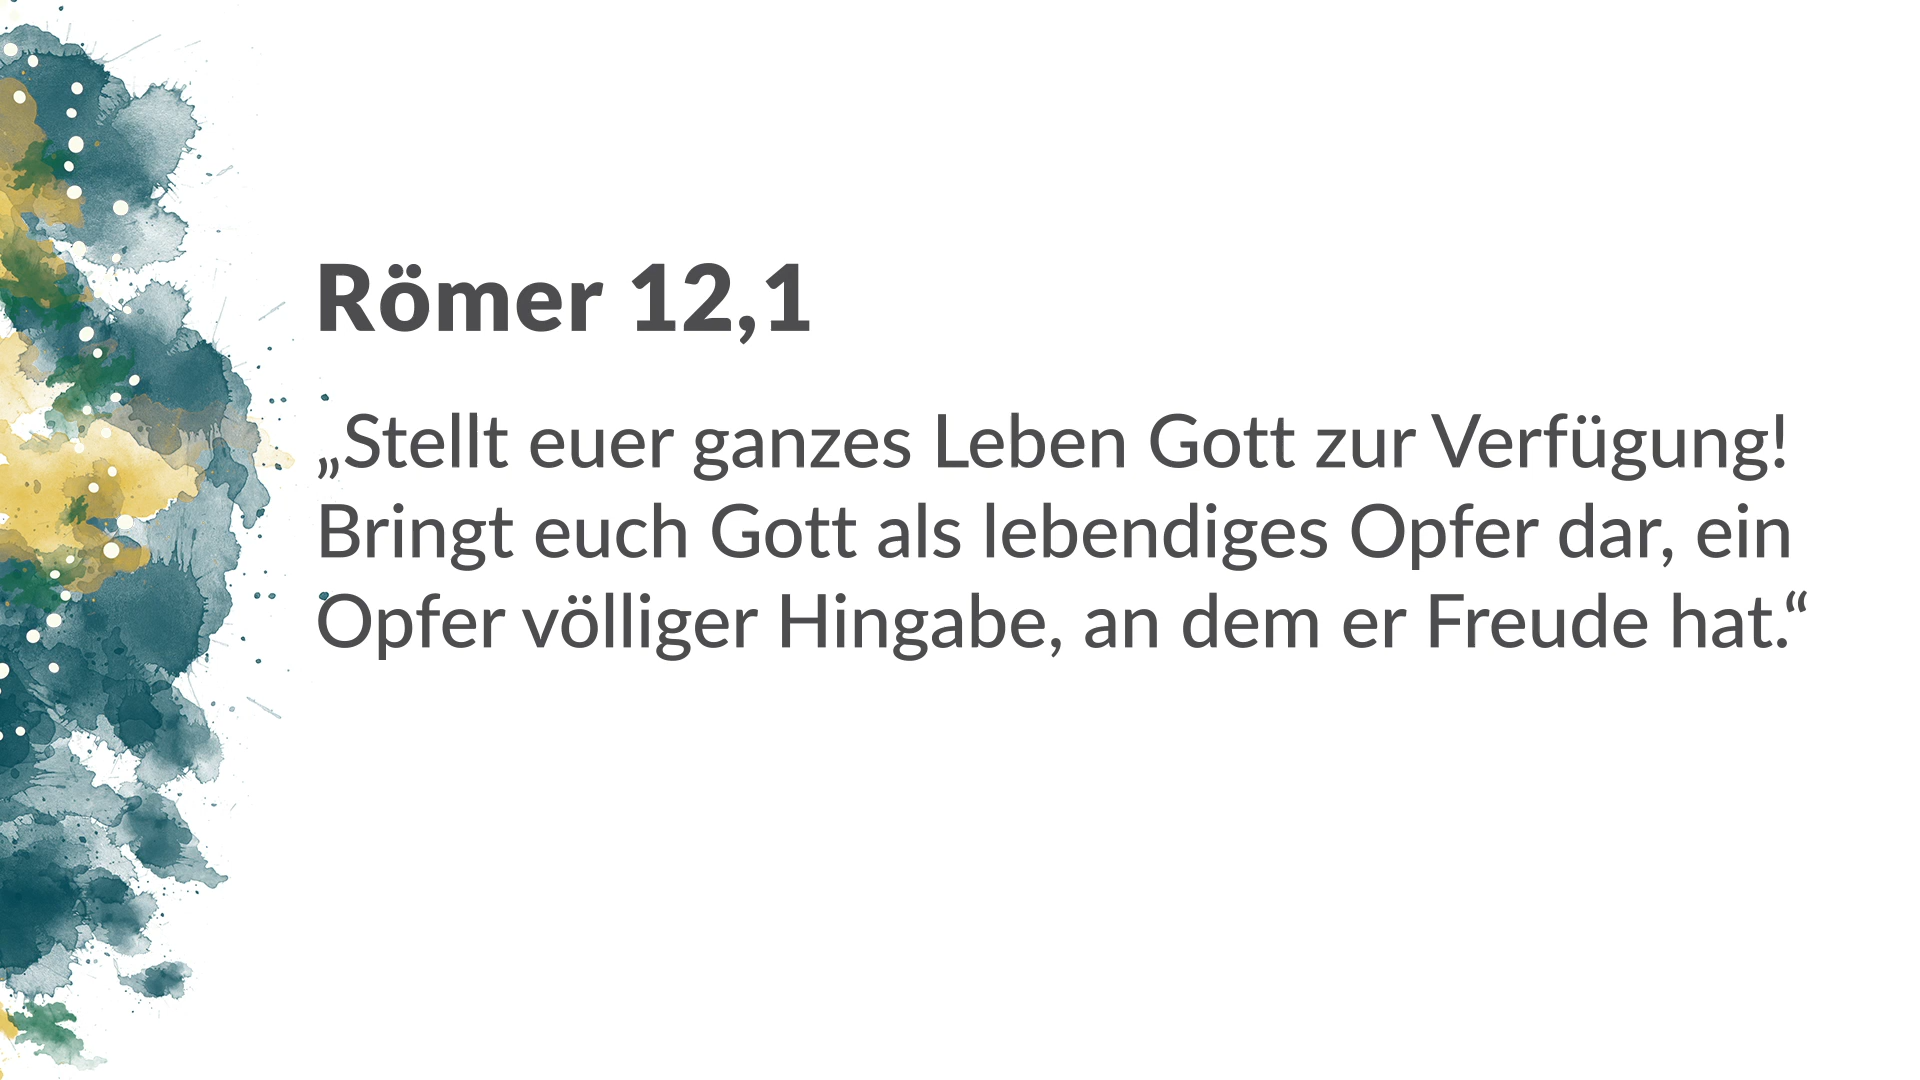 Römer 12,1
„Stellt euer ganzes Leben Gott zur Verfügung!
Bringt euch Gott als lebendiges Opfer dar, ein
Opfer völliger Hingabe, an dem er Freude hat.“